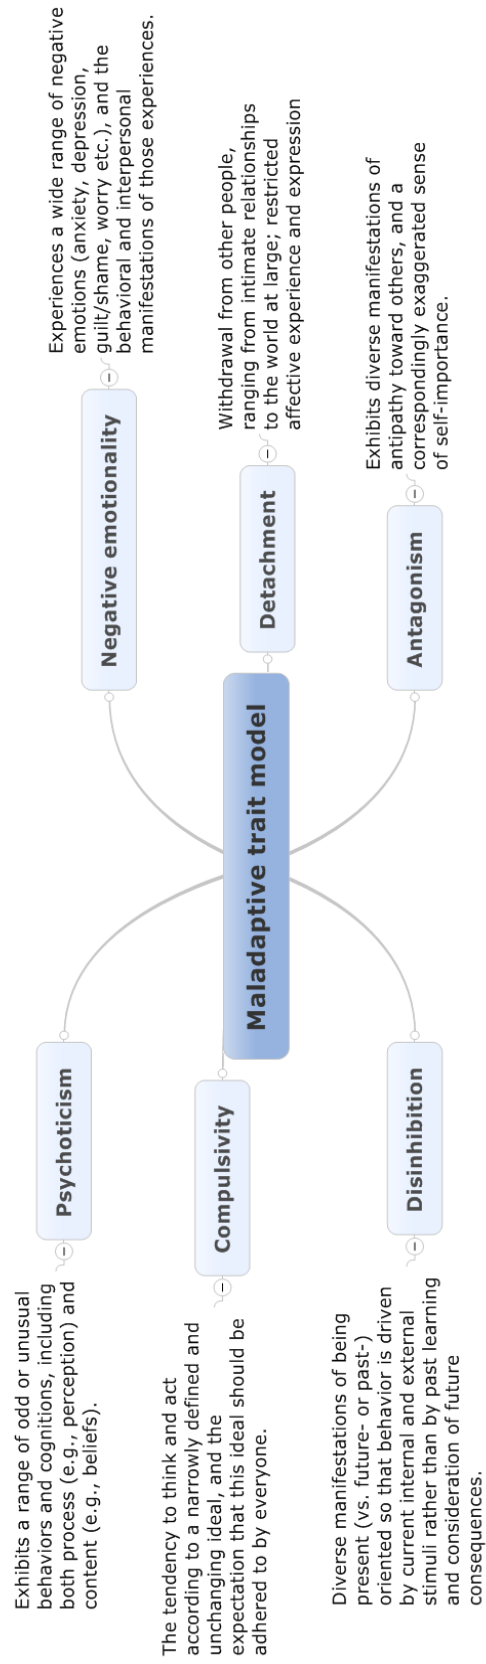 Maladaptive trait model
Negative emotionality
Experiences a wide range of negative
emotions (anxiety, depression,
guilt/shame, worry etc.), and the
behavioral and interpersonal
manifestations of those experiences.
Detachment
Withdrawal from other people,
ranging from intimate relationships
to the world at large; restricted
affective experience and expression
Antagonism
Exhibits diverse manifestations of
antipathy toward others, and a
correspondingly exaggerated sense
of self-importance.
Psychoticism
Exhibits a range of odd or unusual
behaviors and cognitions, including
both process (e.g., perception) and
content (e.g., beliefs).
Compulsivity
The tendency to think and act
according to a narrowly defined and
unchanging ideal, and the
expectation that this ideal should be
adhered to by everyone.
Disinhibition
Diverse manifestations of being
present (vs. future- or past-)
oriented so that behavior is driven
by current internal and external
stimuli rather than by past learning
and consideration of future
consequences.